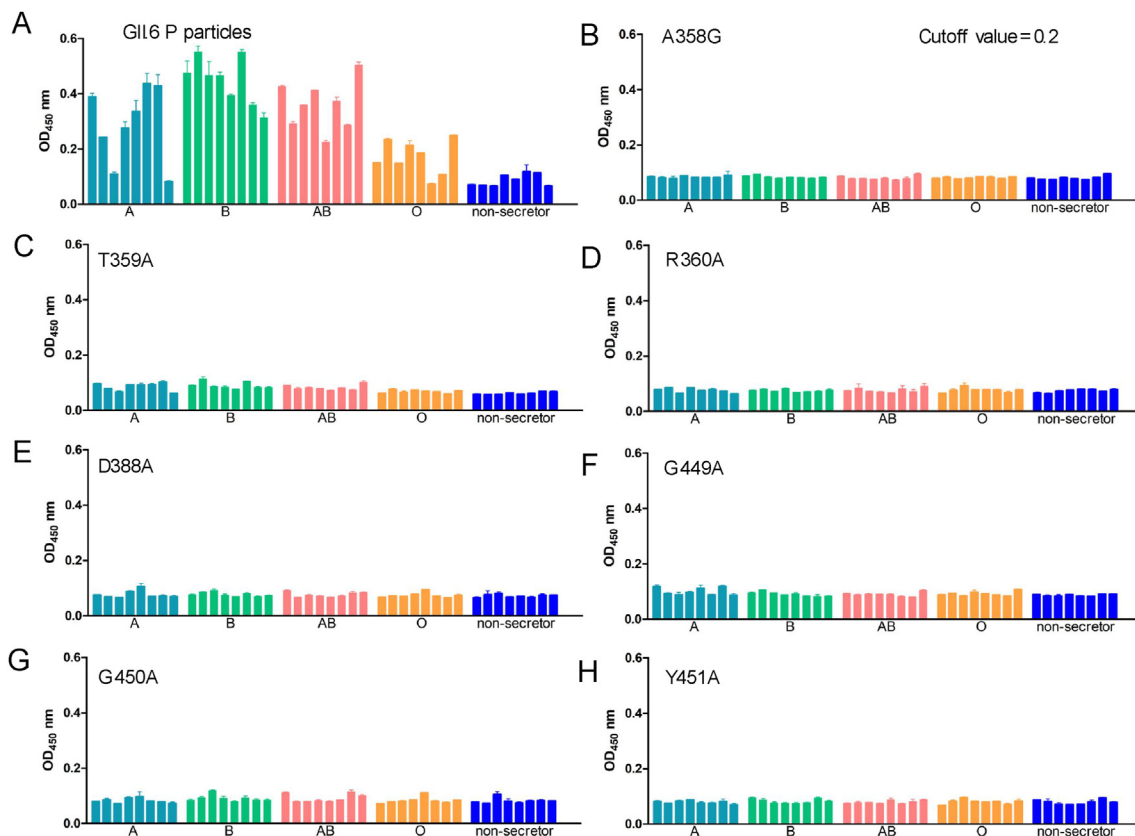 A
GII.6 P particles
0.6
0.4
0.2
0.0
OD450 nm
A B AB O non-secretor
B
A358G
Cutoff value=0.2
0.6
0.4
0.2
0.0
OD450 nm
A B AB O non-secretor
C
T359A
0.6
0.4
0.2
0.0
OD450 nm
A B AB O non-secretor
D
R360A
0.6
0.4
0.2
0.0
OD450 nm
A B AB O non-secretor
E
D388A
0.6
0.4
0.2
0.0
OD450 nm
A B AB O non-secretor
F
G449A
0.6
0.4
0.2
0.0
OD450 nm
A B AB O non-secretor
G
G450A
0.6
0.4
0.2
0.0
OD450 nm
A B AB O non-secretor
H
Y451A
0.6
0.4
0.2
0.0
OD450 nm
A B AB O non-secretor